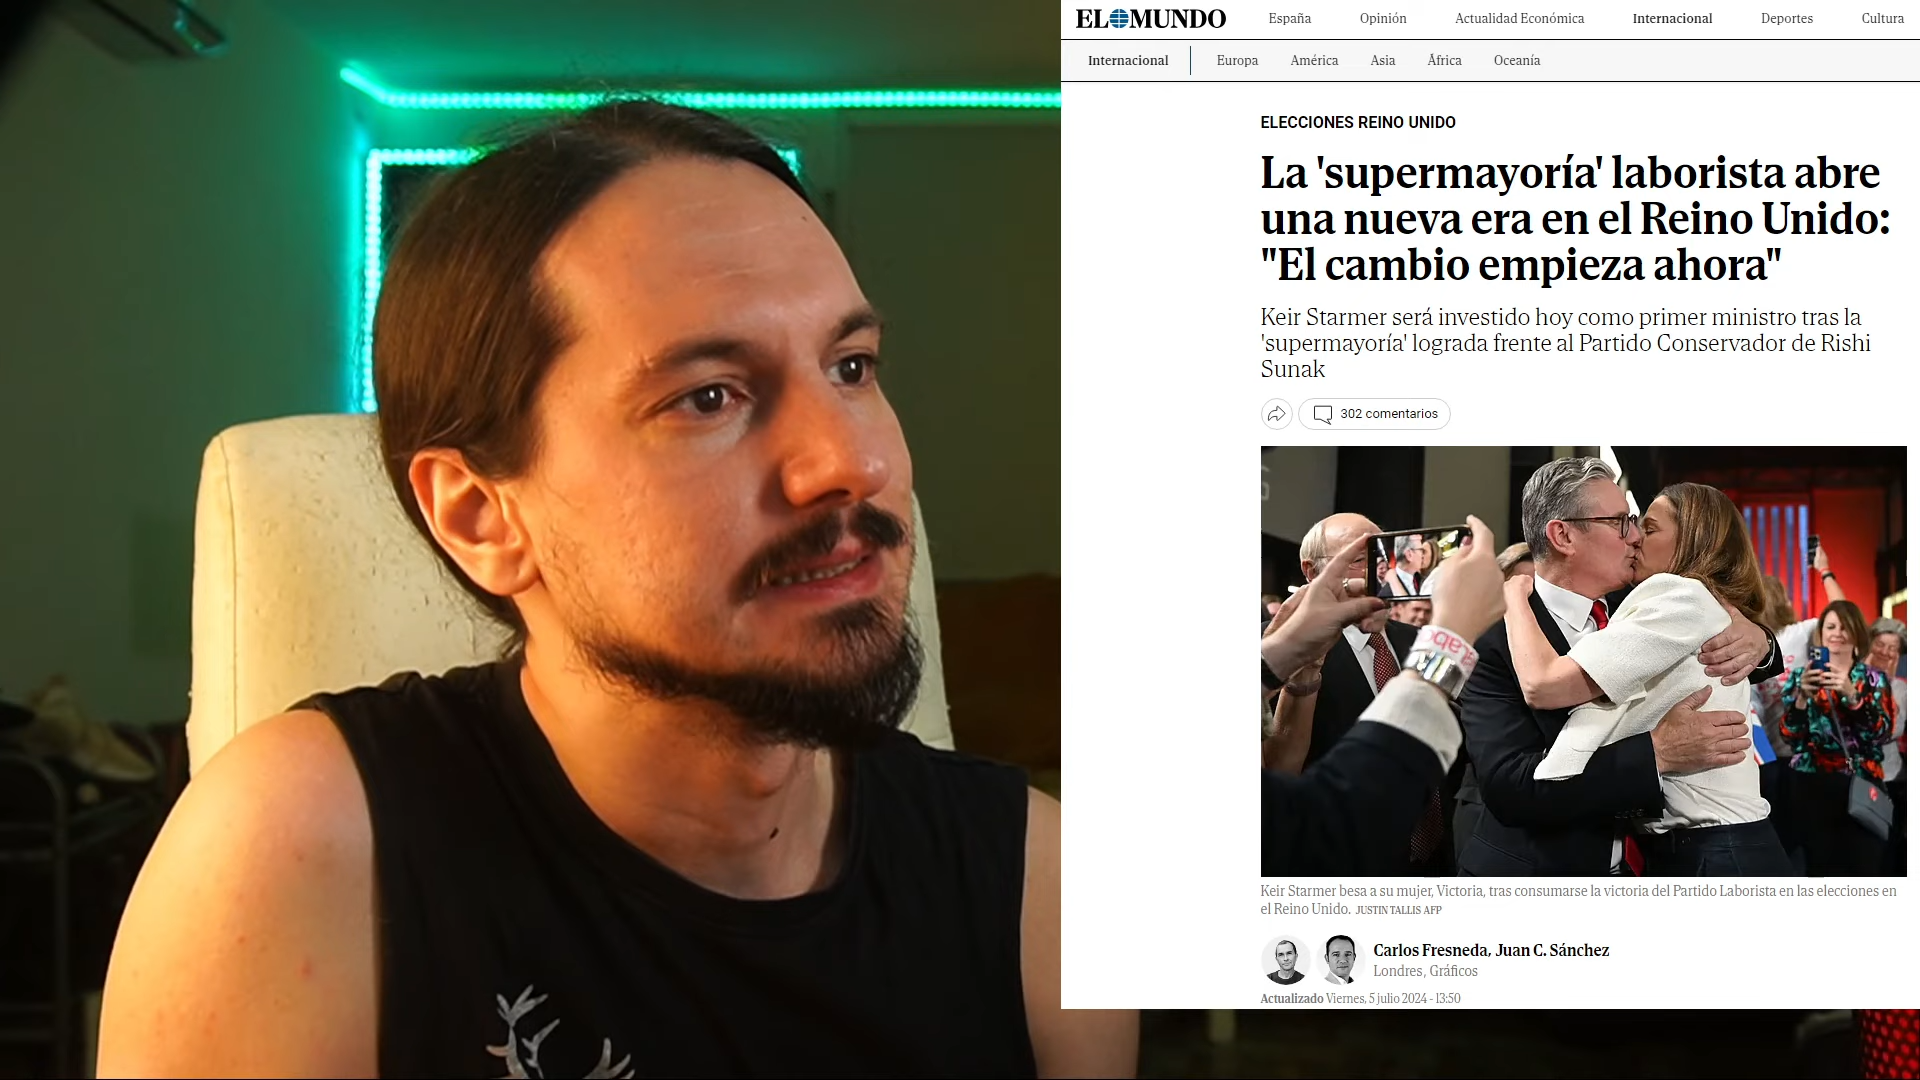 EL MUNDO
España
Opinión
Actualidad Económica
Internacional
Deportes
Cultura
Internacional
Europa
América
Asia
África
Oceanía
ELECCIONES REINO UNIDO
La 'supermayoría' laborista abre
una nueva era en el Reino Unido:
"El cambio empieza ahora"
Keir Starmer será investido hoy como primer ministro tras la
'supermayoría' lograda frente al Partido Conservador de Rishi
Sunak
302 comentarios
Keir Starmer besa a su mujer, Victoria, tras consumarse la victoria del Partido Laborista en las elecciones en
el Reino Unido. JUSTIN TALLIS AFP
Carlos Fresneda, Juan C. Sánchez
Londres, Gráficos
Actualizado Viernes, 5 julio 2024 - 13:50